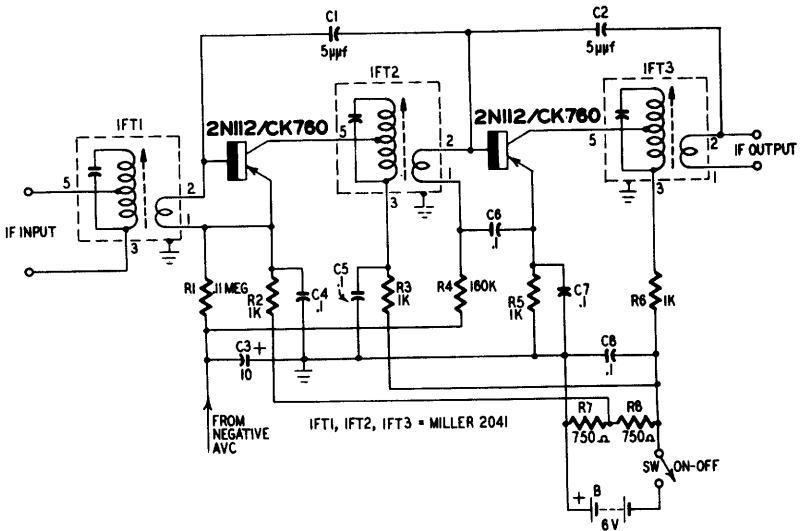 C1
5µµf
C2
5µµf
IFT2
IFT3
IFT1
2N112/CK760
2N112/CK760
5
5
2
2
IF OUTPUT
5
2
1
1
1
3
3
3
IF INPUT
C6
.1
R1
.11 MEG
R2
1K
C4
.1
C5
.1
R3
1K
R4
160K
R5
1K
C7
.1
R6
1K
C3
+
10
C8
.1
FROM
NEGATIVE
AVC
IFT1, IFT2, IFT3 = MILLER 2041
R7
750Ω
R8
750Ω
SW
ON-OFF
+
B
6V